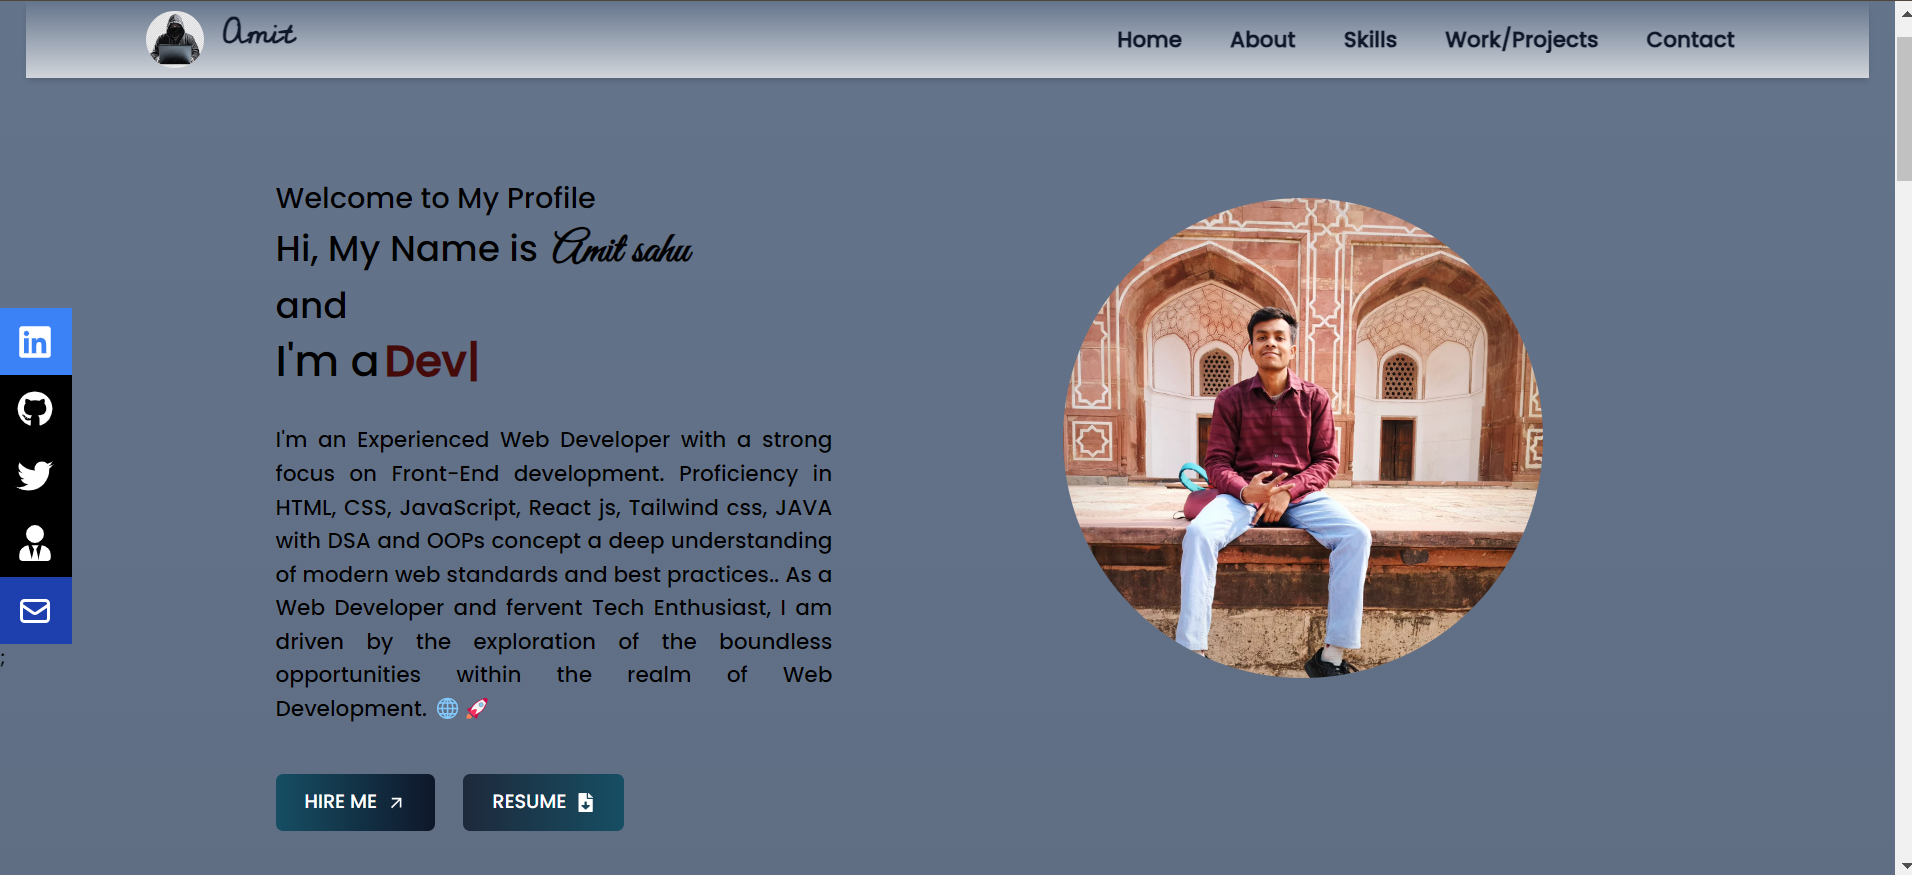 Amit
Home About Skills Work/Projects Contact
Welcome to My Profile
Hi, My Name is Amit sahu
and
I'm a Dev|
I'm an Experienced Web Developer with a strong
focus on Front-End development. Proficiency in
HTML, CSS, JavaScript, React js, Tailwind css, JAVA
with DSA and OOPs concept a deep understanding
of modern web standards and best practices.. As a
Web Developer and fervent Tech Enthusiast, I am
driven by the exploration of the boundless
opportunities within the realm of Web
Development. 🌐 🚀
HIRE ME RESUME
in
;